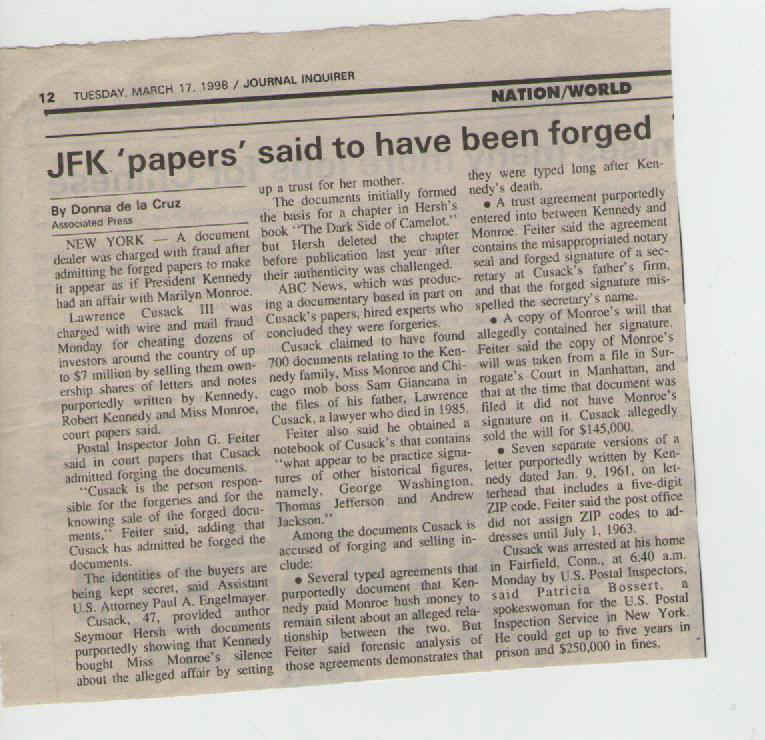 12 TUESDAY, MARCH 17, 1998 / JOURNAL INQUIRER
NATION/WORLD
JFK ‘papers’ said to have been forged
By Donna de la Cruz
Associated Press
NEW YORK — A document
dealer was charged with fraud after
admitting he forged papers to make
it appear as if President Kennedy
had an affair with Marilyn Monroe.
Lawrence Cusack III was
charged with wire and mail fraud
Monday for cheating dozens of
investors around the country of up
to $7 million by selling them own-
ership shares of letters and notes
purportedly written by Kennedy,
Robert Kennedy and Miss Monroe,
court papers said.
Postal Inspector John G. Feiter
said in court papers that Cusack
admitted forging the documents.
“Cusack is the person respon-
sible for the forgeries and for the
knowing sale of the forged docu-
ments,” Feiter said, adding that
Cusack has admitted he forged the
documents.
The identities of the buyers are
being kept secret, said Assistant
U.S. Attorney Paul A. Engelmayer.
Cusack, 47, provided author
Seymour Hersh with documents
purportedly showing that Kennedy
bought Miss Monroe's silence
about the alleged affair by setting
up a trust for her mother.
The documents initially formed
the basis for a chapter in Hersh's
book “The Dark Side of Camelot,”
but Hersh deleted the chapter
before publication last year after
their authenticity was challenged.
ABC News, which was produc-
ing a documentary based in part on
Cusack's papers, hired experts who
concluded they were forgeries.
Cusack claimed to have found
700 documents relating to the Ken-
nedy family, Miss Monroe and Chi-
cago mob boss Sam Giancana in
the files of his father, Lawrence
Cusack, a lawyer who died in 1985.
Feiter also said he obtained a
notebook of Cusack's that contains
“what appear to be practice signa-
tures of other historical figures,
namely, George Washington,
Thomas Jefferson and Andrew
Jackson.”
Among the documents Cusack is
accused of forging and selling in-
clude:
● Several typed agreements that
purportedly document that Ken-
nedy paid Monroe hush money to
remain silent about an alleged rela-
tionship between the two. But
Feiter said forensic analysis of
those agreements demonstrates that
they were typed long after Ken-
nedy's death.
● A trust agreement purportedly
entered into between Kennedy and
Monroe. Feiter said the agreement
contains the misappropriated notary
seal and forged signature of a sec-
retary at Cusack's father's firm,
and that the forged signature mis-
spelled the secretary's name.
● A copy of Monroe's will that
allegedly contained her signature.
Feiter said the copy of Monroe's
will was taken from a file in Sur-
rogate's Court in Manhattan, and
that at the time that document was
filed it did not have Monroe's
signature on it. Cusack allegedly
sold the will for $145,000.
● Seven separate versions of a
letter purportedly written by Ken-
nedy dated Jan. 9, 1961, on let-
terhead that includes a five-digit
ZIP code. Feiter said the post office
did not assign ZIP codes to ad-
dresses until July 1, 1963.
Cusack was arrested at his home
in Fairfield, Conn., at 6:40 a.m.
Monday by U.S. Postal Inspectors,
said Patricia Bossert, a
spokeswoman for the U.S. Postal
Inspection Service in New York.
He could get up to five years in
prison and $250,000 in fines.